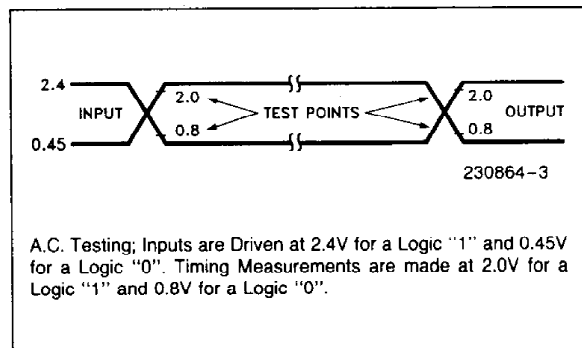 2.4
INPUT
0.45
2.0
0.8
TEST POINTS
2.0
0.8
OUTPUT
230864-3
A.C. Testing; Inputs are Driven at 2.4V for a Logic "1" and 0.45V
for a Logic "0". Timing Measurements are made at 2.0V for a
Logic "1" and 0.8V for a Logic "0".